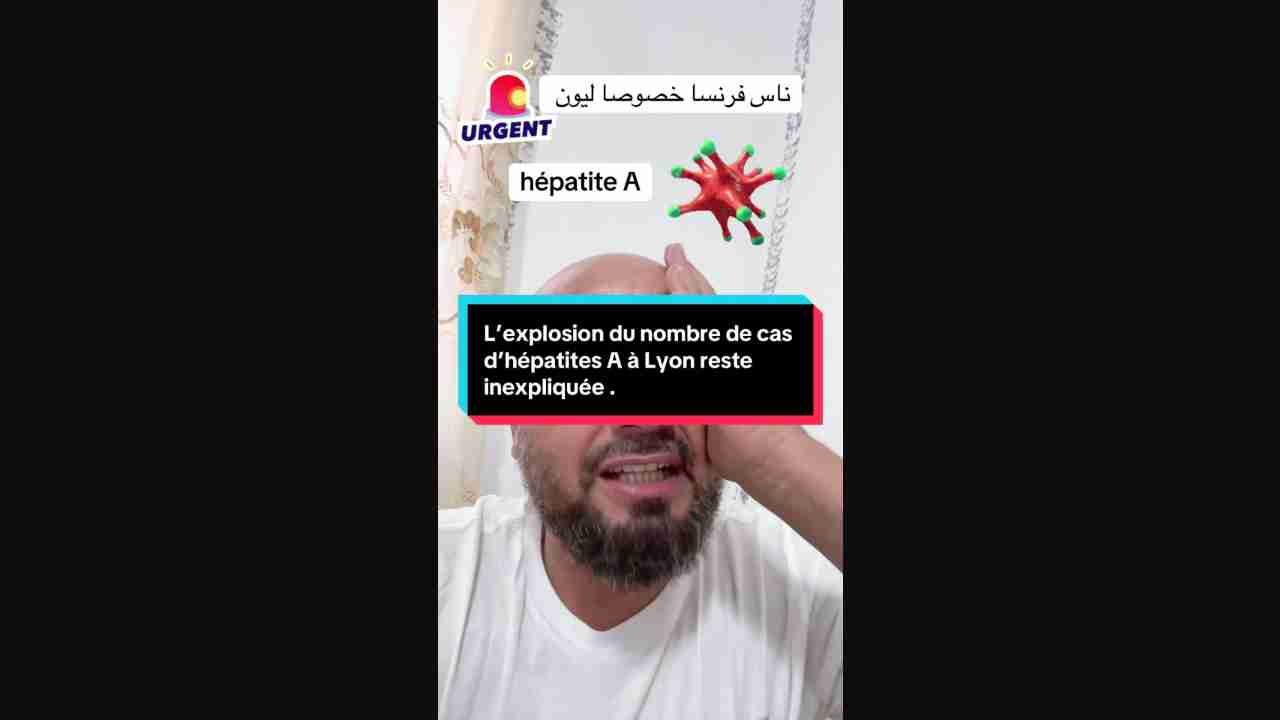 ناس فرنسا خصوصا ليون
URGENT
hépatite A
L’explosion du nombre de cas
d’hépatites A à Lyon reste
inexpliquée .